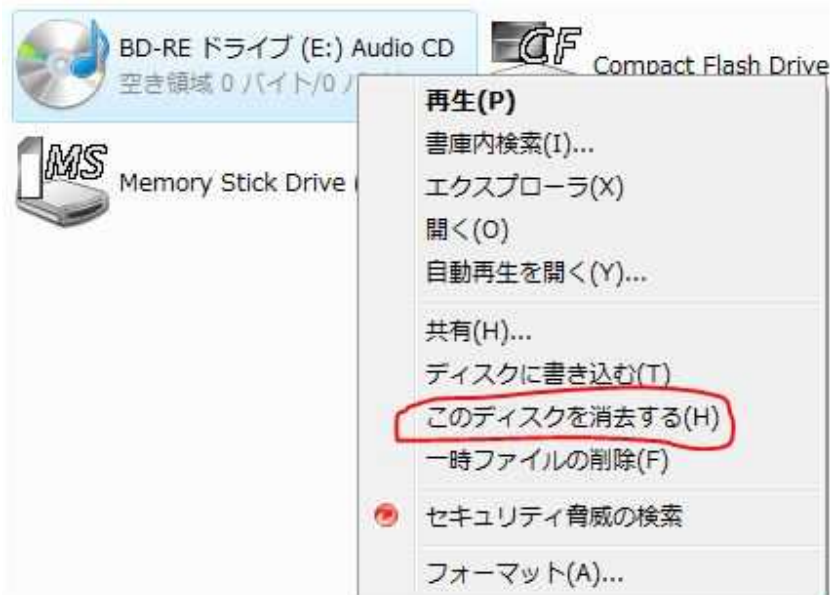 BD-RE ドライブ (E:) Audio CD
空き領域 0 バイト/0
CF
Compact Flash Drive
MS
Memory Stick Drive (
再生(P)
書庫内検索(I)...
エクスプローラ(X)
開く(O)
自動再生を開く(Y)...
共有(H)...
ディスクに書き込む(T)
このディスクを消去する(H)
一時ファイルの削除(F)
セキュリティ脅威の検索
フォーマット(A)...